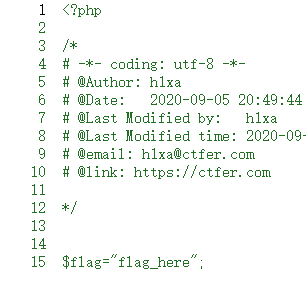 1 <?php
2
3 /*
4 # -*- coding: utf-8 -*-
5 # @Author: h1xa
6 # @Date:   2020-09-05 20:49:44
7 # @Last Modified by:   h1xa
8 # @Last Modified time: 2020-09-
9 # @email: h1xa@ctfer.com
10 # @link: https://ctfer.com
11
12 */
13
14
15 $flag="flag_here";